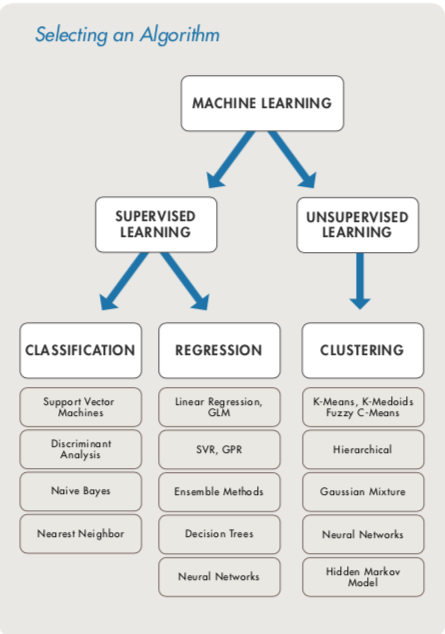 Selecting an Algorithm
MACHINE LEARNING
SUPERVISED
LEARNING
UNSUPERVISED
LEARNING
CLASSIFICATION
REGRESSION
CLUSTERING
Support Vector
Machines
Discriminant
Analysis
Naive Bayes
Nearest Neighbor
Linear Regression,
GLM
SVR, GPR
Ensemble Methods
Decision Trees
Neural Networks
K-Means, K-Medoids
Fuzzy C-Means
Hierarchical
Gaussian Mixture
Neural Networks
Hidden Markov
Model